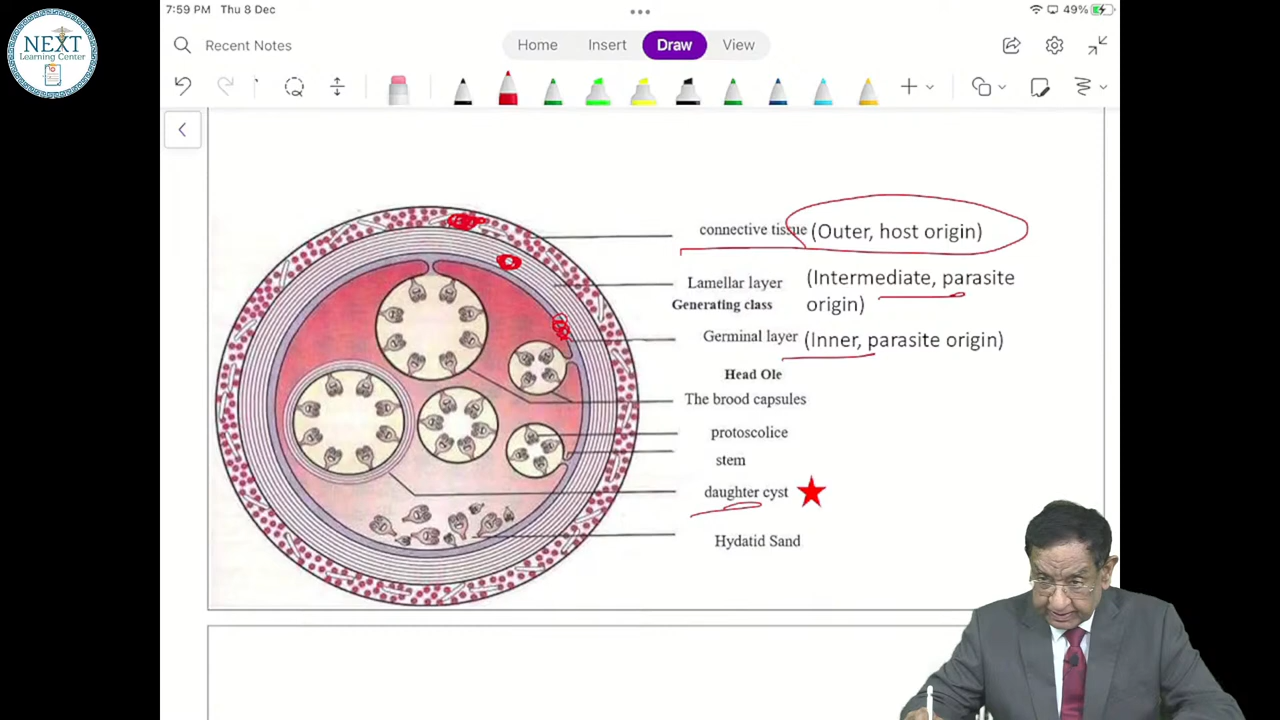 7:59 PM Thu 8 Dec
49%
NEXT
Learning Center
Recent Notes
Home
Insert
Draw
View
connective tissue (Outer, host origin)
Lamellar layer (Intermediate, parasite
origin)
Generating class
Germinal layer (Inner, parasite origin)
Head Ole
The brood capsules
protoscolice
stem
daughter cyst
Hydatid Sand